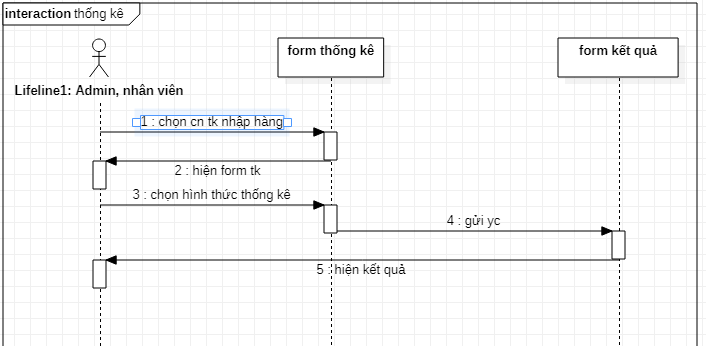 interaction thống kê
form thống kê
form kết quả
Lifeline1: Admin, nhân viên
1 : chọn cn tk nhập hàng
2 : hiện form tk
3 : chọn hình thức thống kê
4 : gửi yc
5 : hiện kết quả